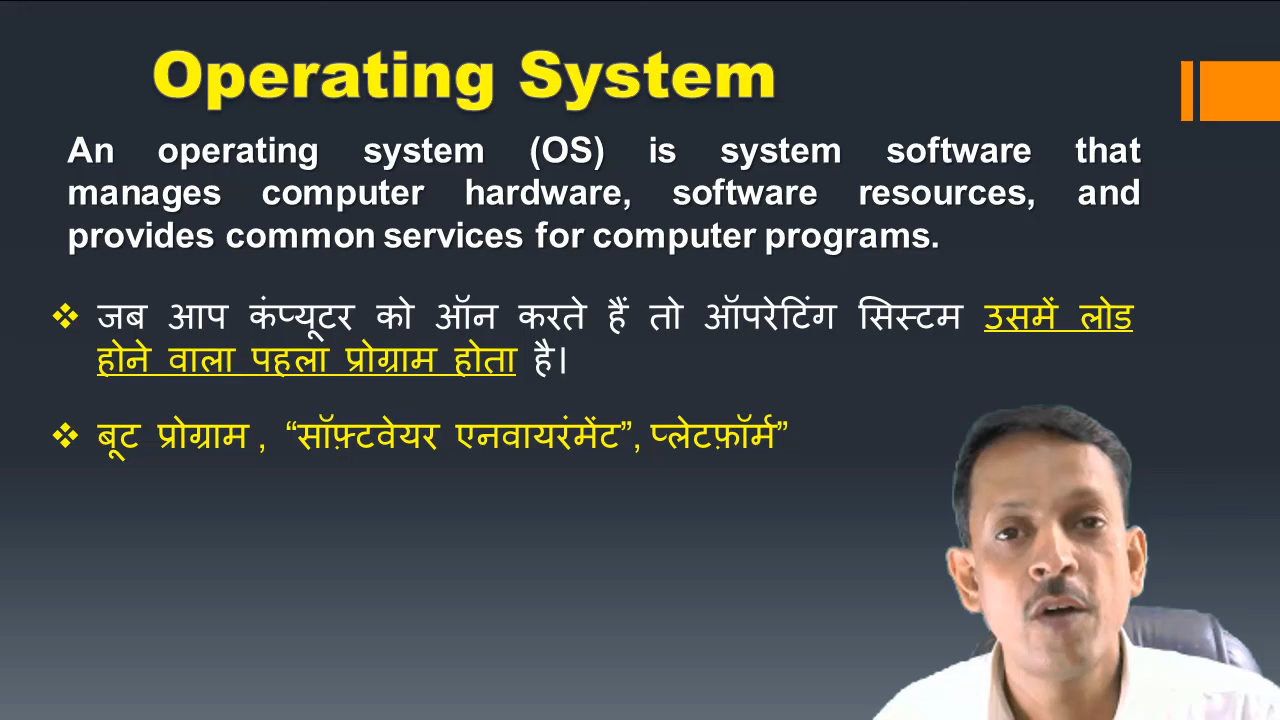 Operating System
An operating system (OS) is system software that
manages computer hardware, software resources, and
provides common services for computer programs.
❖ जब आप कंप्यूटर को ऑन करते हैं तो ऑपरेटिंग सिस्टम उसमें लोड
होने वाला पहला प्रोग्राम होता है।
❖ बूट प्रोग्राम , “सॉफ़्टवेयर एनवायरंमेंट”, प्लेटफ़ॉर्म”